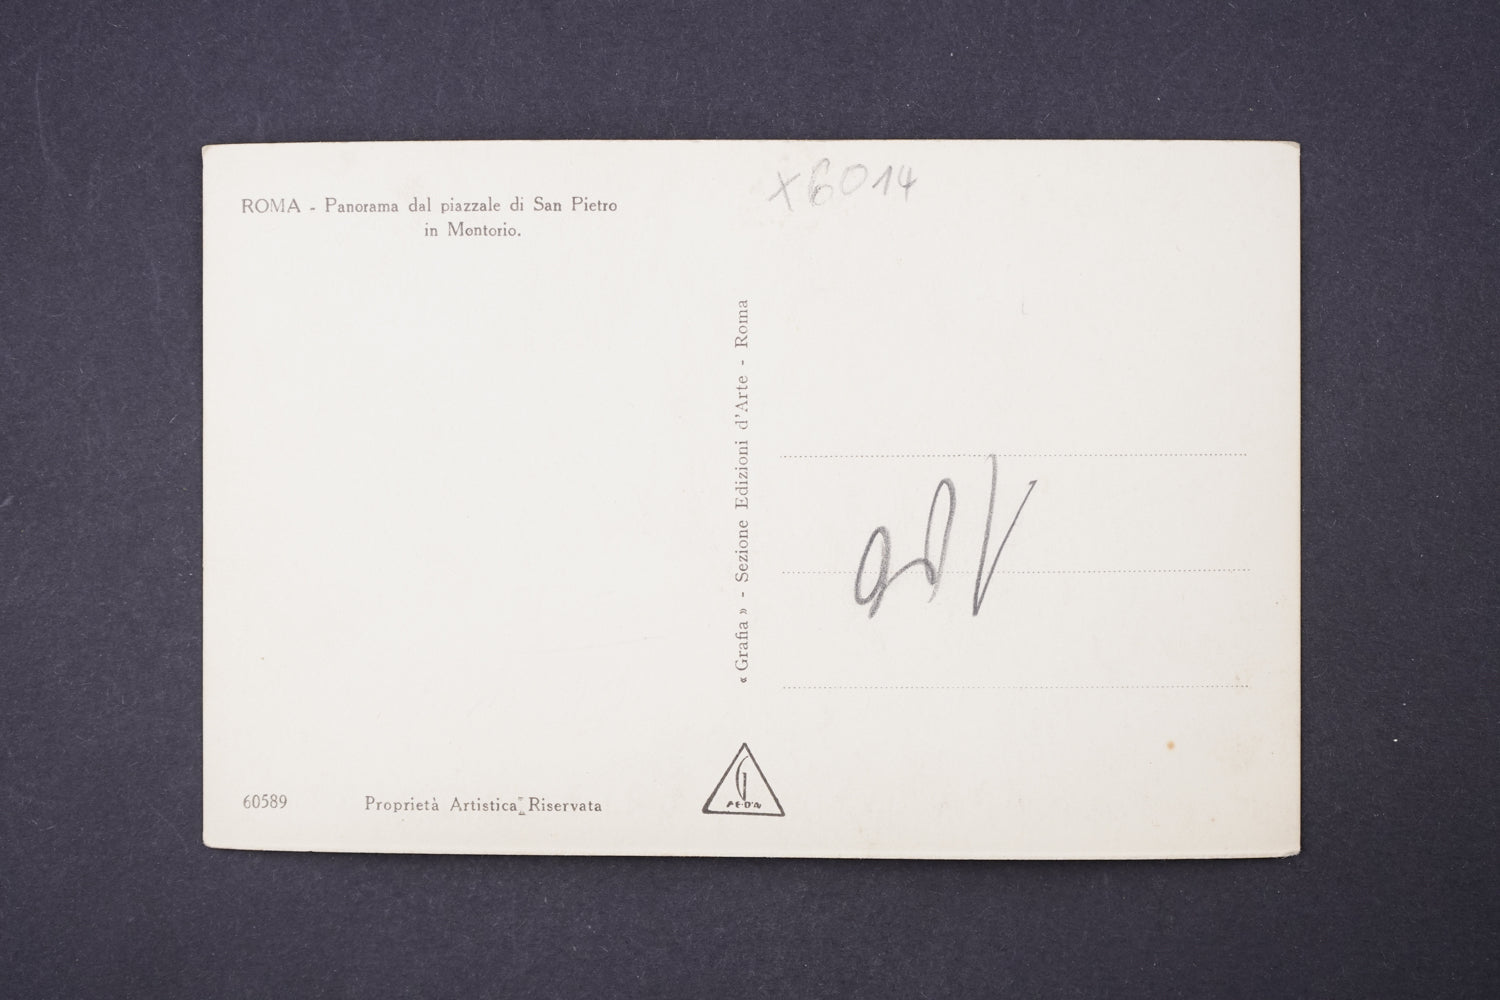 ROMA - Panorama dal piazzale di San Pietro
in Montorio.
x6014
« Grafia » - Sezione Edizioni d'Arte - Roma
60589
Proprietà Artistica Riservata